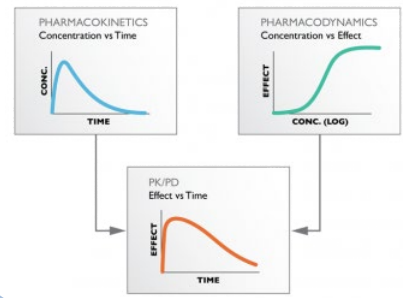 PHARMACOKINETICS
Concentration vs Time
CONC.
TIME
PHARMACODYNAMICS
Concentration vs Effect
EFFECT
CONC. (LOG)
PK/PD
Effect vs Time
EFFECT
TIME